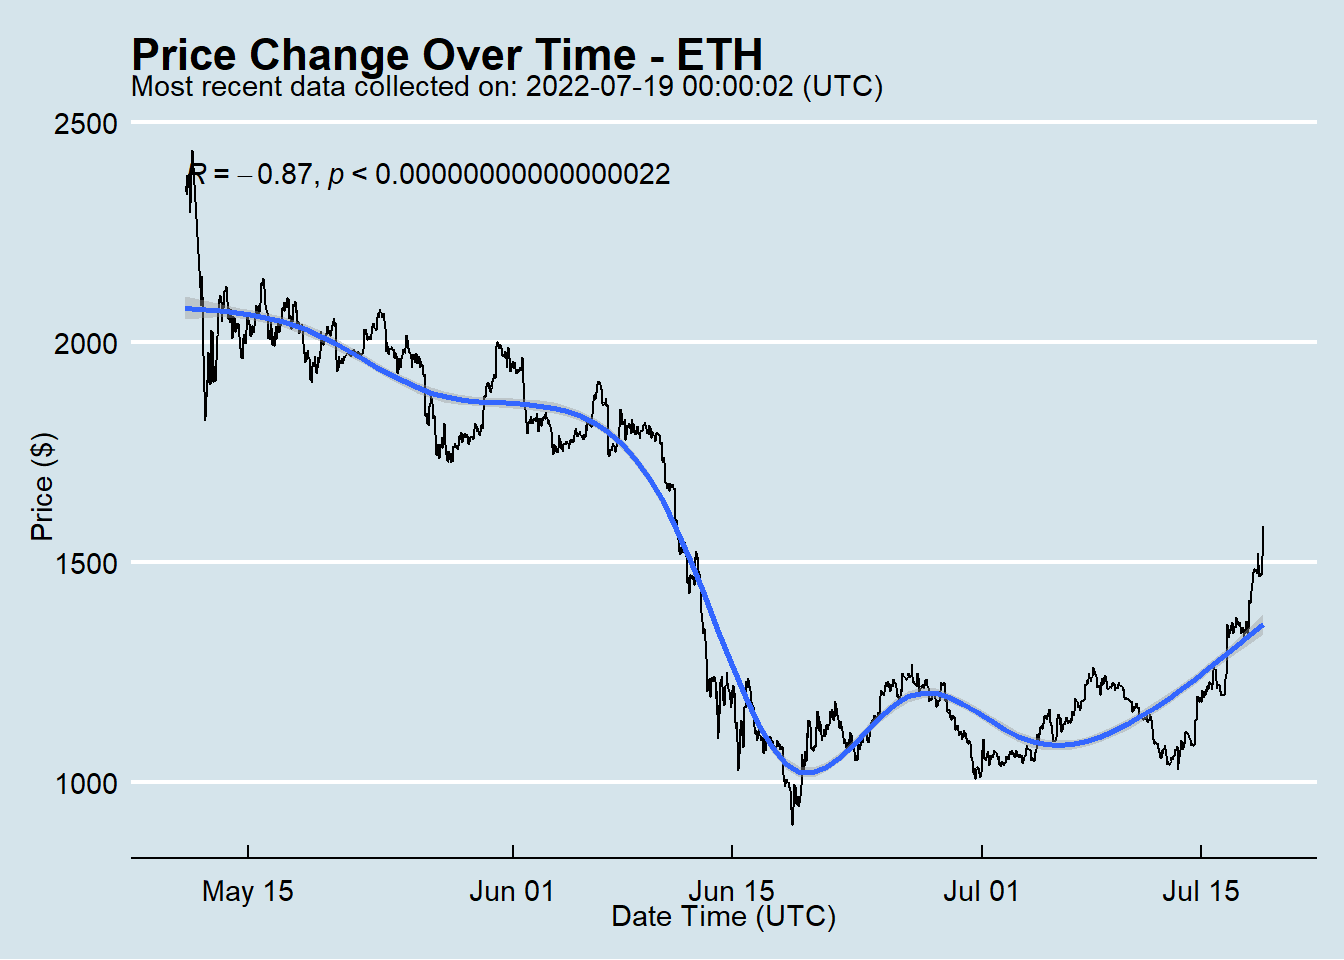 Price Change Over Time - ETH
Most recent data collected on: 2022-07-19 00:00:02 (UTC)
2500
R = −0.87, p < 0.00000000000000022
2000
Price ($)
1500
1000
May 15 Jun 01 Jun 15 Jul 01 Jul 15
Date Time (UTC)